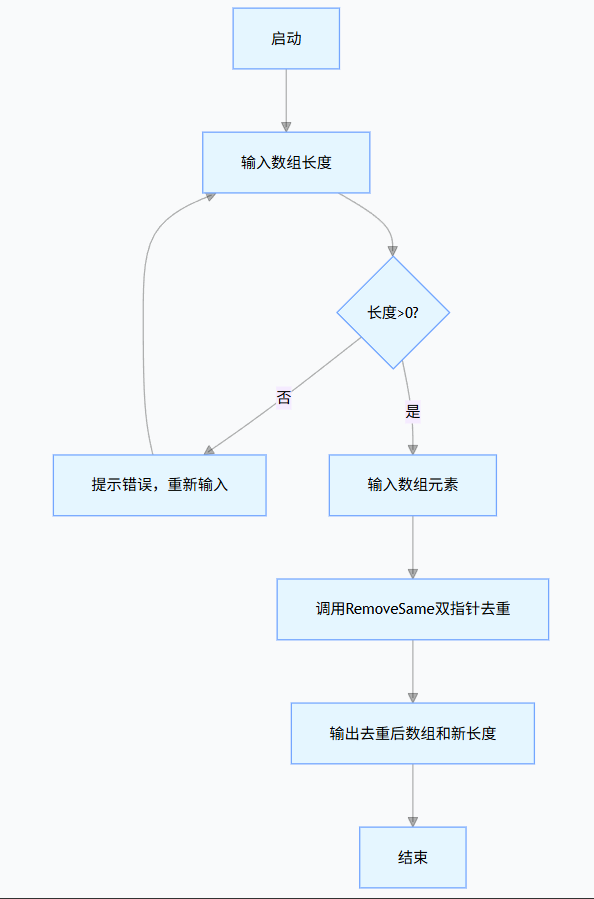 启动
输入数组长度
长度>0?
否
是
提示错误，重新输入
输入数组元素
调用RemoveSame双指针去重
输出去重后数组和新长度
结束